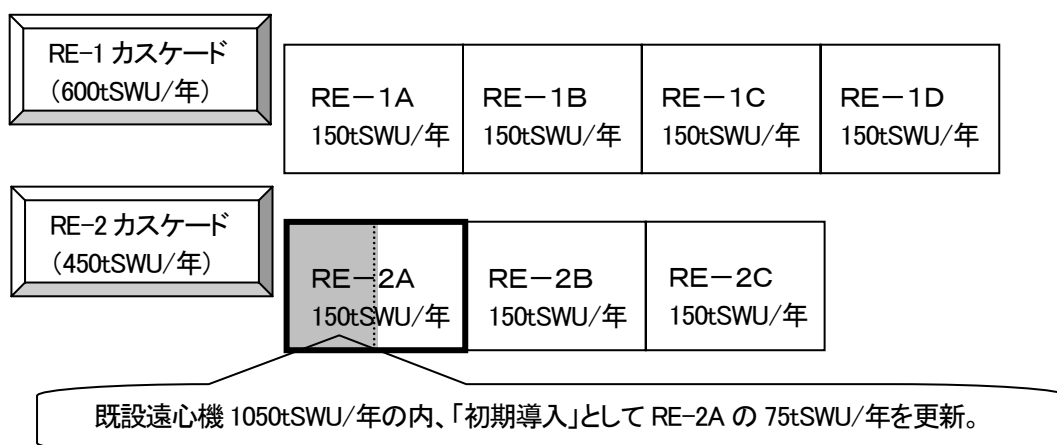 RE-1 カスケード
（600tSWU/年）
RE－1A
150tSWU/年
RE－1B
150tSWU/年
RE－1C
150tSWU/年
RE－1D
150tSWU/年
RE-2 カスケード
（450tSWU/年）
RE－2A
150tSWU/年
RE－2B
150tSWU/年
RE－2C
150tSWU/年
既設遠心機 1050tSWU/年の内、「初期導入」として RE-2A の 75tSWU/年を更新。